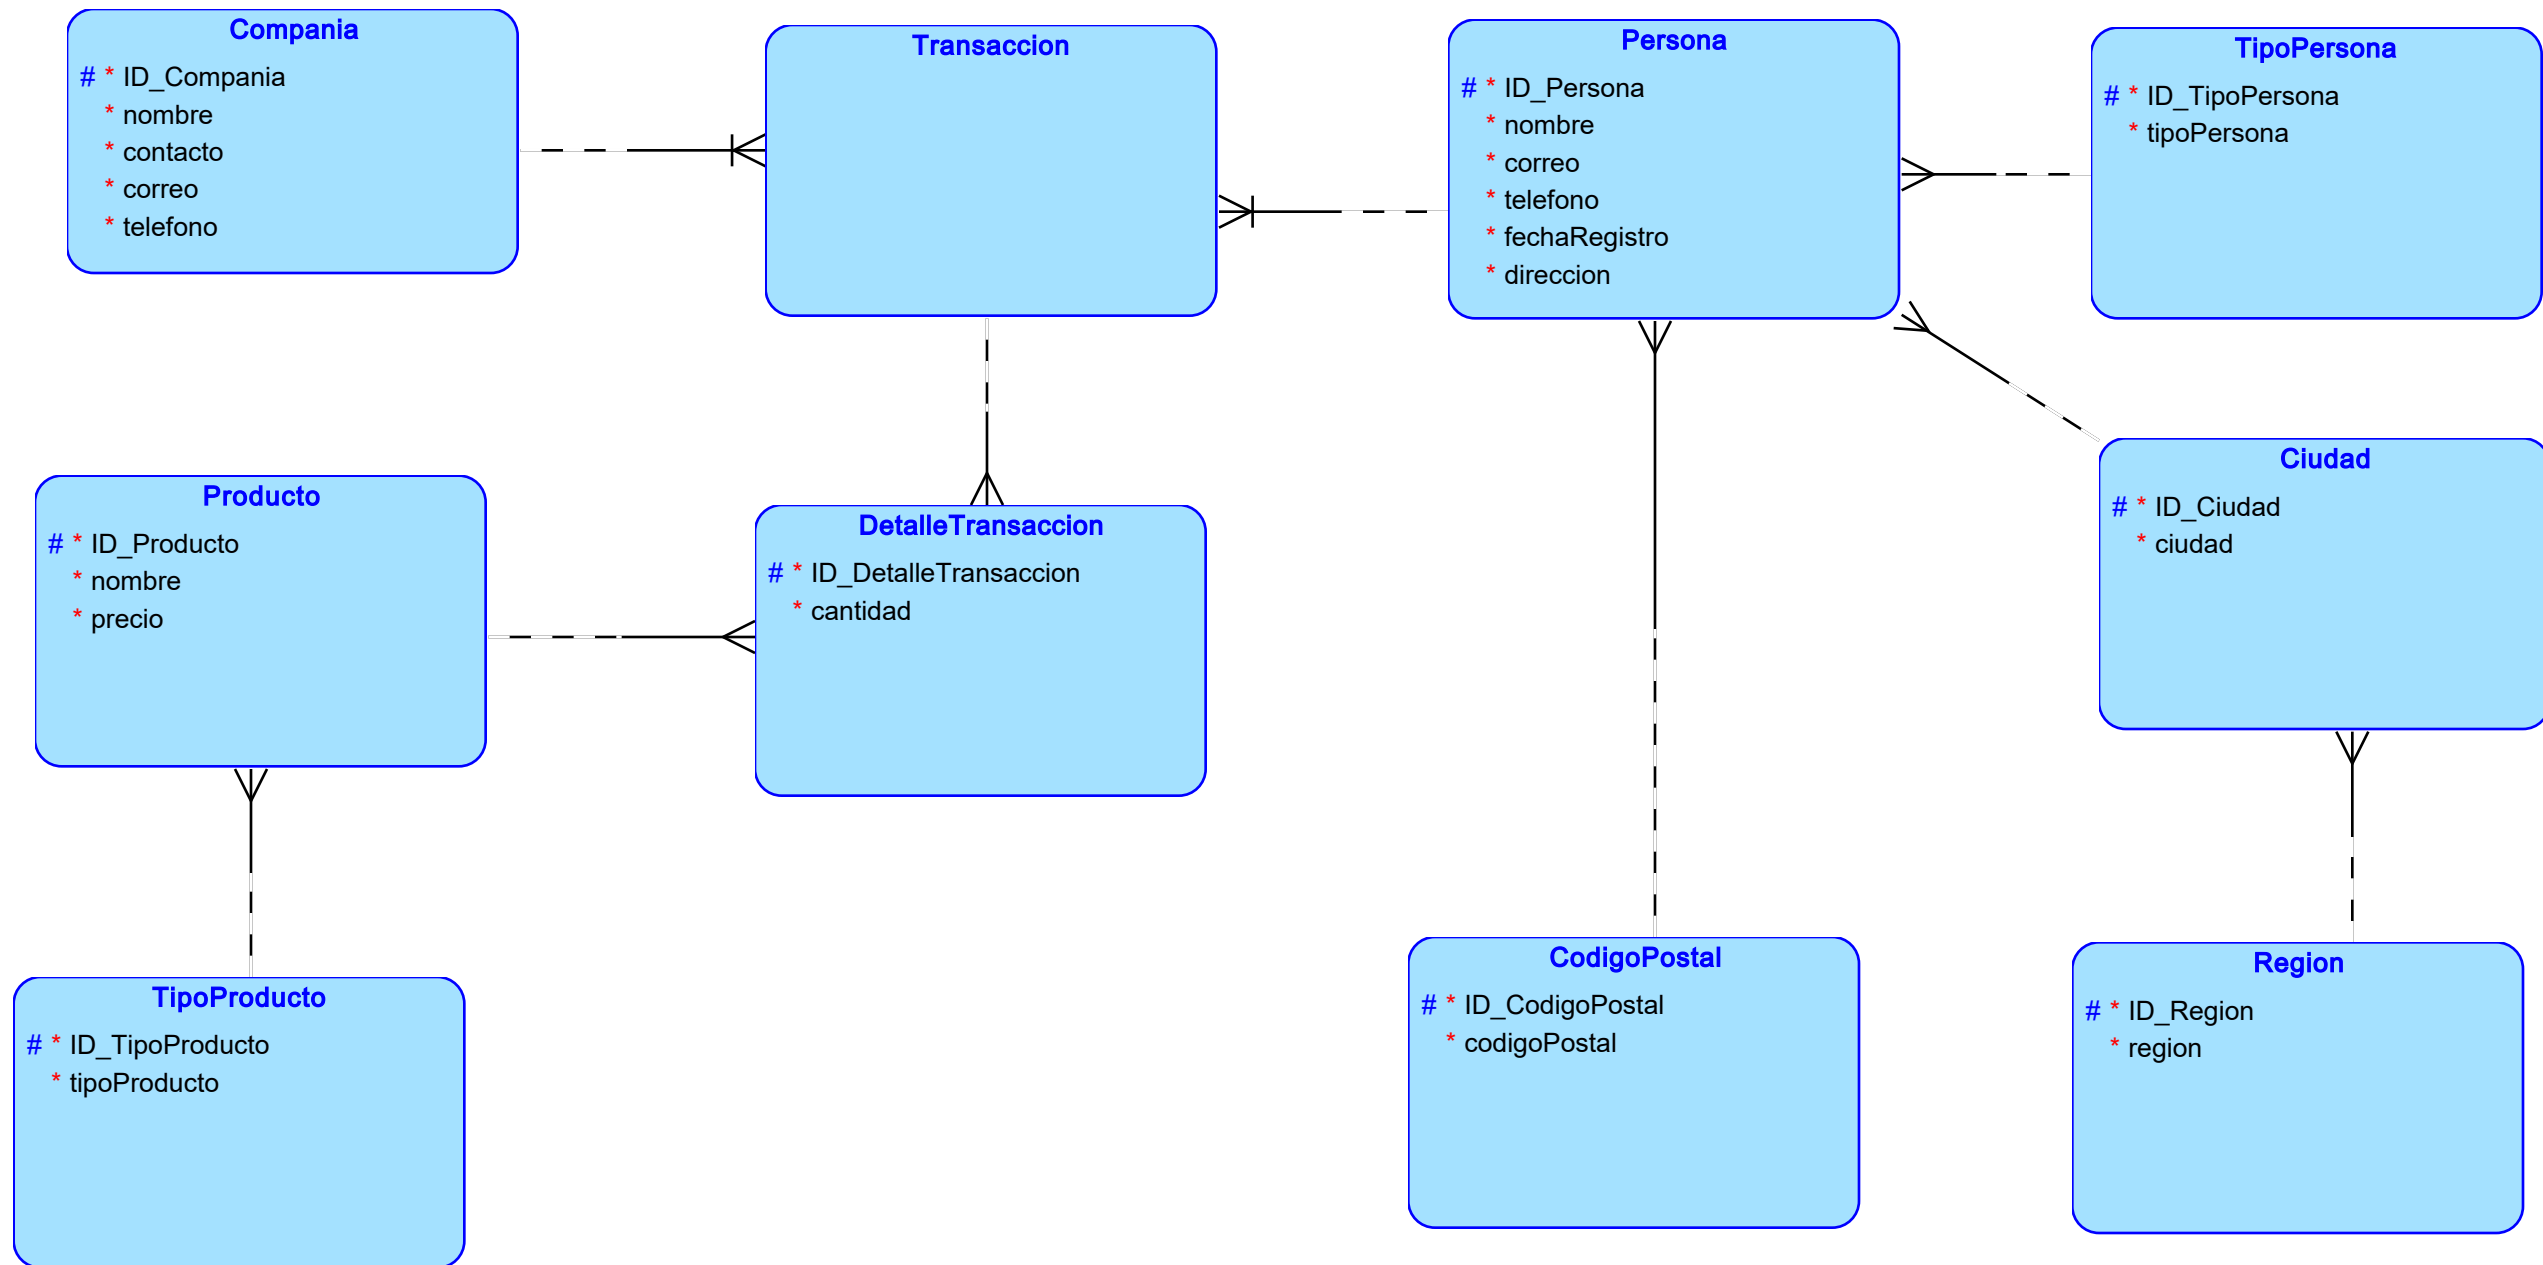 Compania
# * ID_Compania
* nombre
* contacto
* correo
* telefono
Transaccion
Persona
# * ID_Persona
* nombre
* correo
* telefono
* fechaRegistro
* direccion
TipoPersona
# * ID_TipoPersona
* tipoPersona
Producto
# * ID_Producto
* nombre
* precio
DetalleTransaccion
# * ID_DetalleTransaccion
* cantidad
Ciudad
# * ID_Ciudad
* ciudad
TipoProducto
# * ID_TipoProducto
* tipoProducto
CodigoPostal
# * ID_CodigoPostal
* codigoPostal
Region
# * ID_Region
* region